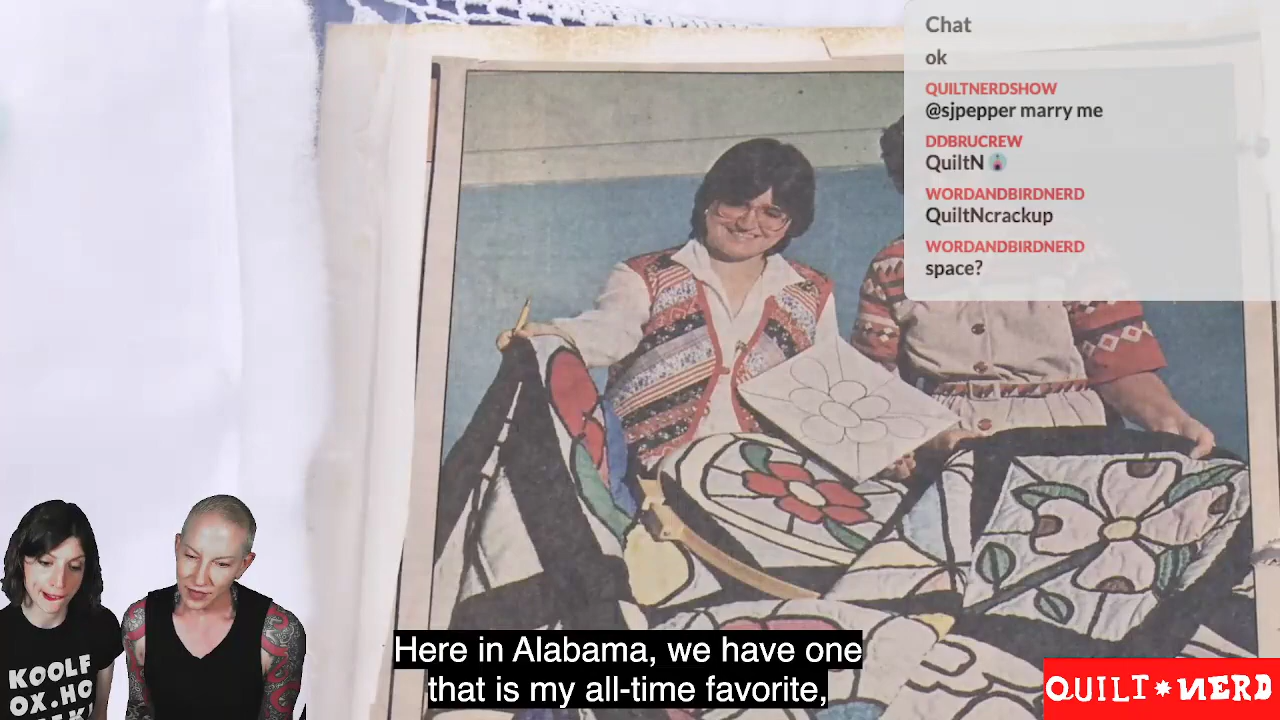 Chat
ok
QUILTNERDSHOW
@sjpepper marry me
DDBRUCREW
QuiltN
WORDANDBIRDNERD
QuiltNcrackup
WORDANDBIRDNERD
space?
KOOLF
OX.HO
Here in Alabama, we have one
that is my all-time favorite,
QUILT*NERD